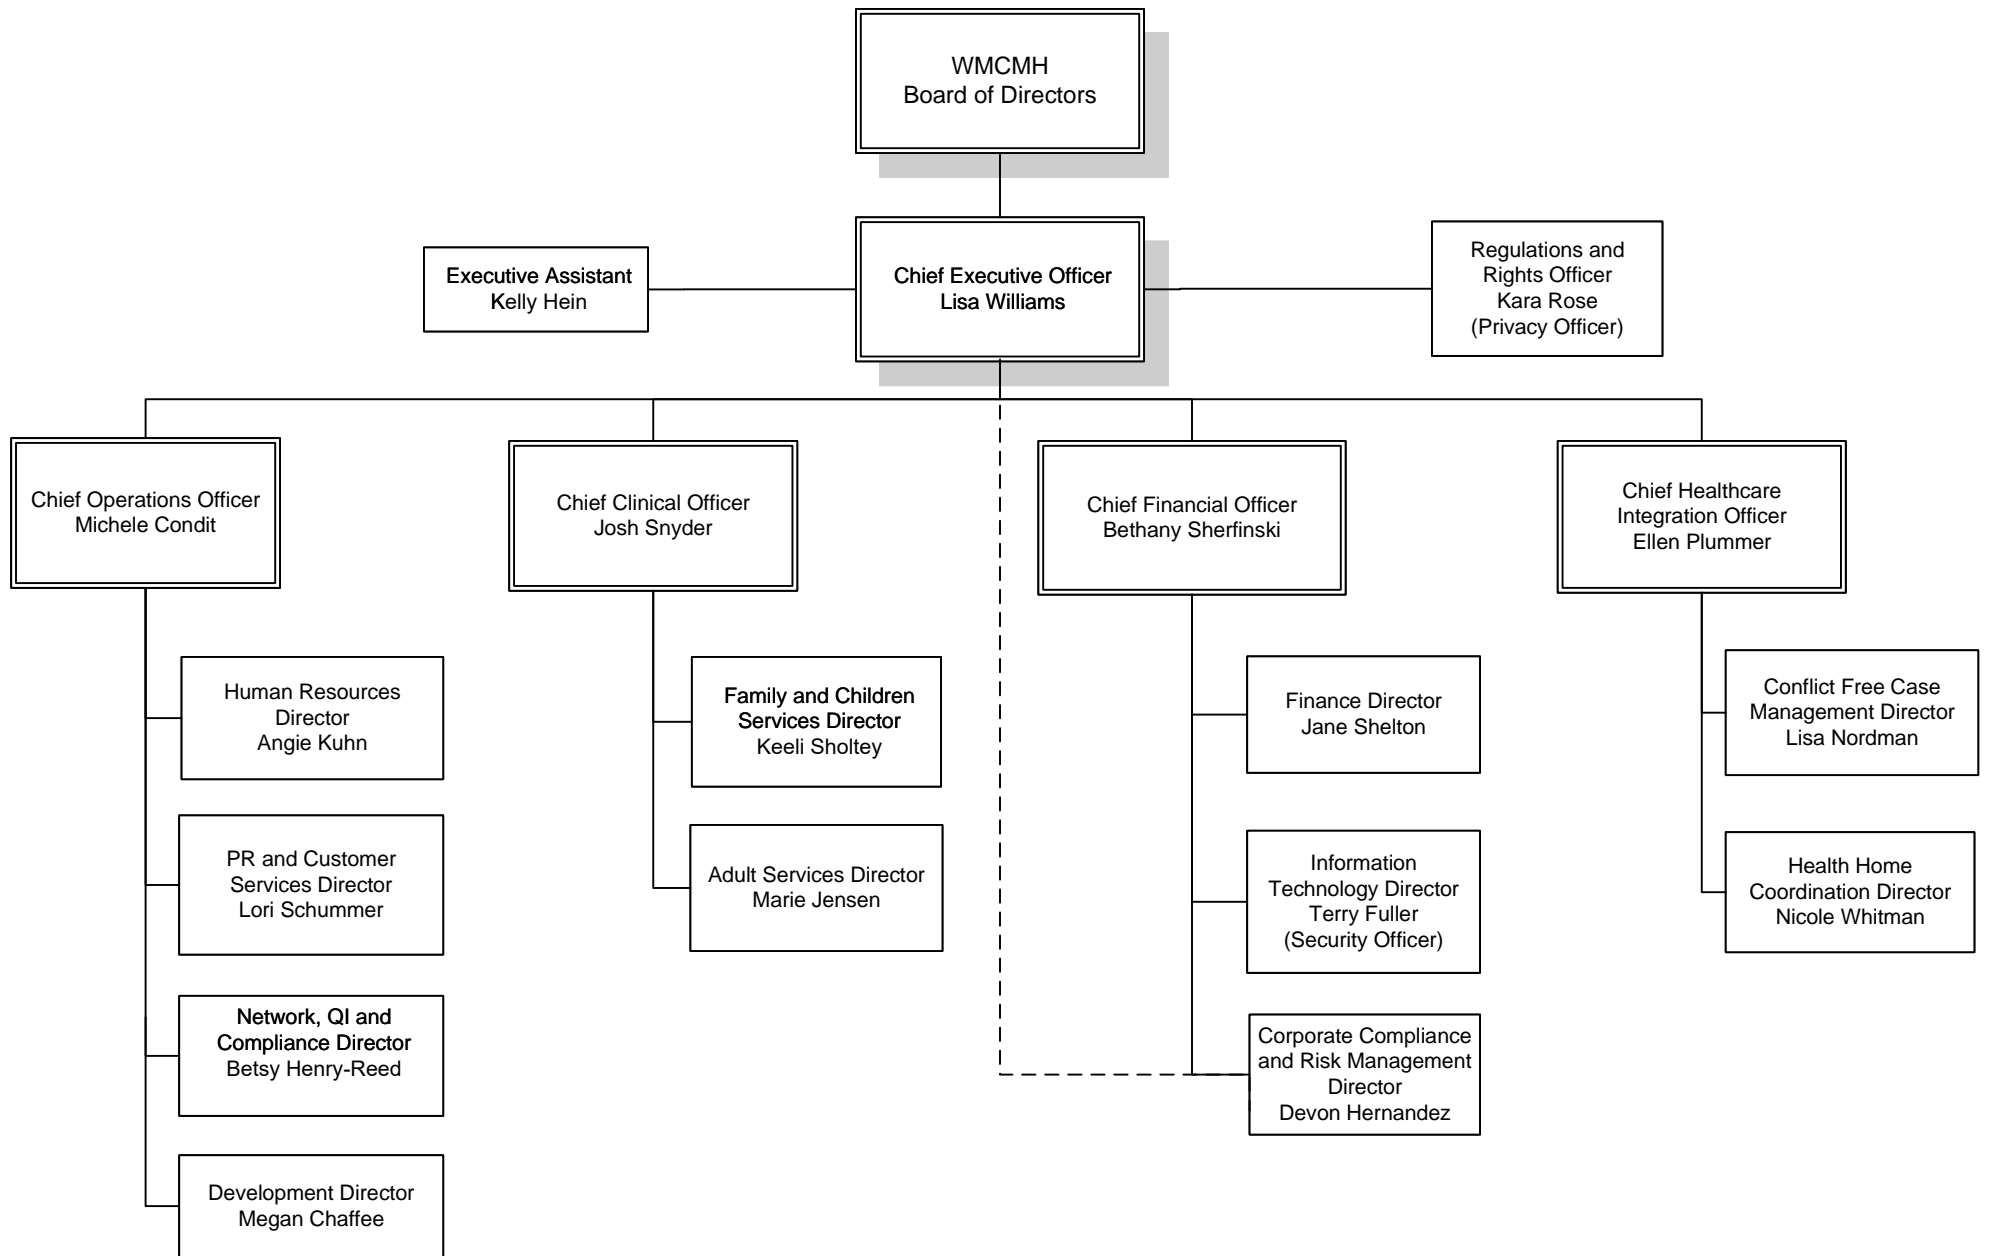 WMCMH
Board of Directors
Executive Assistant
Kelly Hein
Chief Executive Officer
Lisa Williams
Regulations and
Rights Officer
Kara Rose
(Privacy Officer)
Chief Operations Officer
Michele Condit
Chief Clinical Officer
Josh Snyder
Chief Financial Officer
Bethany Sherfinski
Chief Healthcare
Integration Officer
Ellen Plummer
Human Resources
Director
Angie Kuhn
PR and Customer
Services Director
Lori Schummer
Network, QI and
Compliance Director
Betsy Henry-Reed
Development Director
Megan Chaffee
Family and Children
Services Director
Keeli Sholtey
Adult Services Director
Marie Jensen
Finance Director
Jane Shelton
Information
Technology Director
Terry Fuller
(Security Officer)
Corporate Compliance
and Risk Management
Director
Devon Hernandez
Conflict Free Case
Management Director
Lisa Nordman
Health Home
Coordination Director
Nicole Whitman